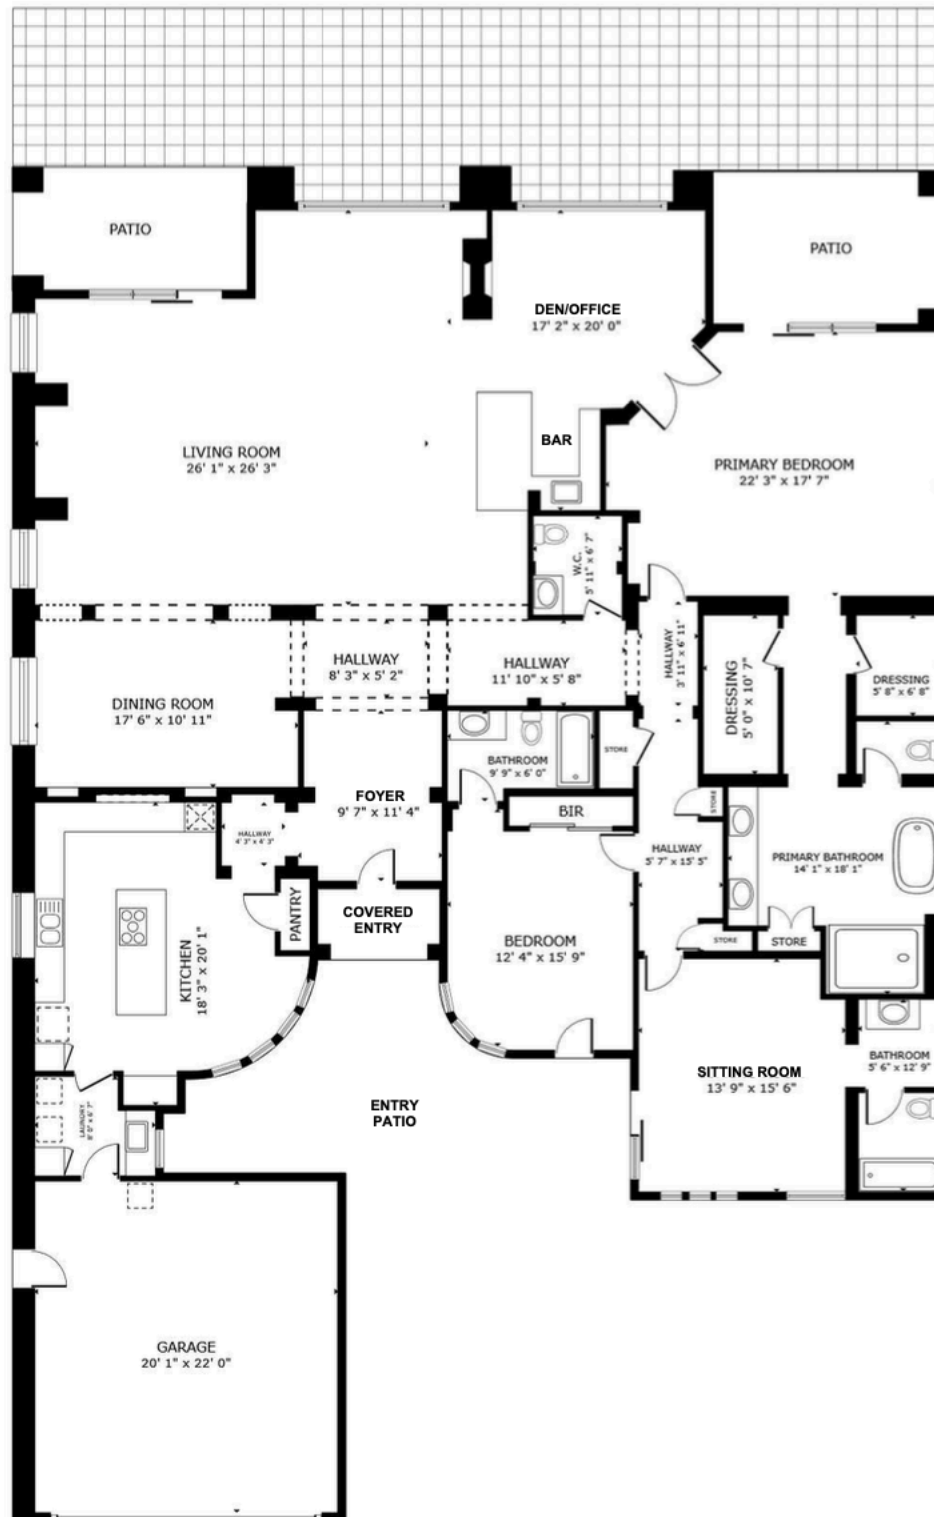 PATIO
PATIO
DEN/OFFICE
17' 2" x 20' 0"
BAR
LIVING ROOM
26' 1" x 26' 3"
PRIMARY BEDROOM
22' 3" x 17' 7"
W.C.
5' 11" x 6' 7"
HALLWAY
8' 3" x 5' 2"
HALLWAY
11' 10" x 5' 8"
HALLWAY
3' 11" x 6' 11"
DRESSING
5' 0" x 10' 7"
DRESSING
5' 8" x 6' 8"
DINING ROOM
17' 6" x 10' 11"
BATHROOM
9' 9" x 6' 0"
STORE
FOYER
9' 7" x 11' 4"
BIR
STORE
HALLWAY
4' 3" x 4' 3"
HALLWAY
5' 7" x 15' 5"
PRIMARY BATHROOM
14' 1" x 18' 1"
PANTRY
COVERED
ENTRY
BEDROOM
12' 4" x 15' 9"
STORE
STORE
KITCHEN
18' 3" x 20' 1"
BATHROOM
5' 6" x 12' 9"
SITTING ROOM
13' 9" x 15' 6"
LAUNDRY
8' 0" x 6' 7"
ENTRY
PATIO
GARAGE
20' 1" x 22' 0"